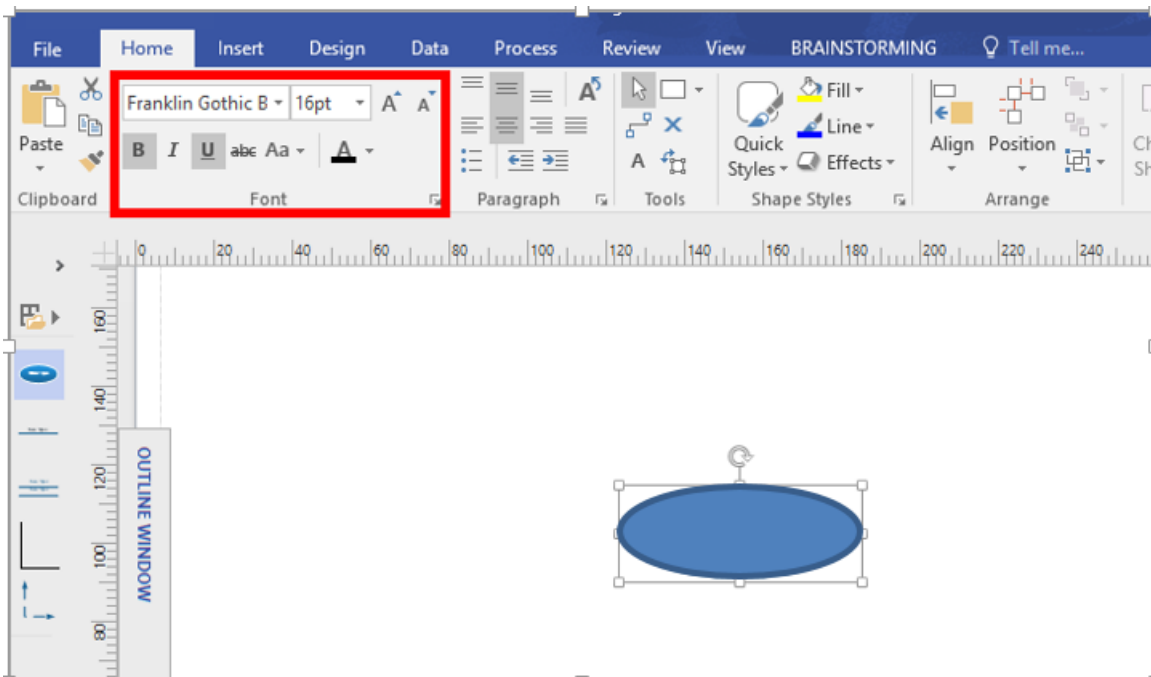 File Home Insert Design Data Process Review View BRAINSTORMING Tell me...
Franklin Gothic B 16pt A A
Paste
B I U abc Aa A
A
A
Quick
Styles
Fill
Line
Effects
Align
Position
Clipboard Font Paragraph Tools Shape Styles Arrange
Ch
Sh
0 20 40 60 80 100 120 140 160 180 200 220 240
160
140
120
100
80
OUTLINE WINDOW